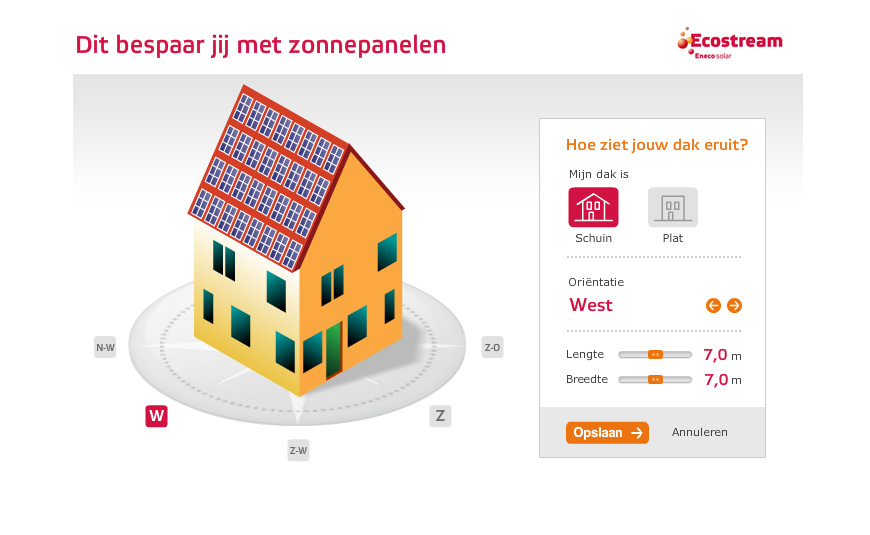 Dit bespaar jij met zonnepanelen
Ecostream
Eneco solar
Hoe ziet jouw dak eruit?
Mijn dak is
Schuin
Plat
Oriëntatie
West
Lengte 7,0 m
Breedte 7,0 m
Opslaan
Annuleren
N-W
Z-O
W
Z
Z-W